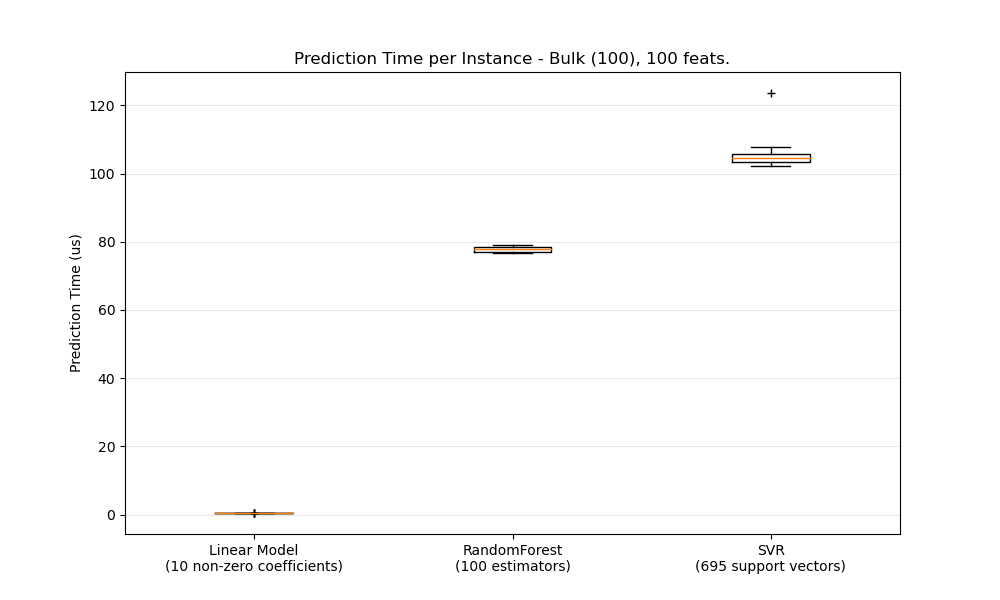 Prediction Time per Instance - Bulk (100), 100 feats.
Prediction Time (us)
120
100
80
60
40
20
0
Linear Model
(10 non-zero coefficients)
RandomForest
(100 estimators)
SVR
(695 support vectors)